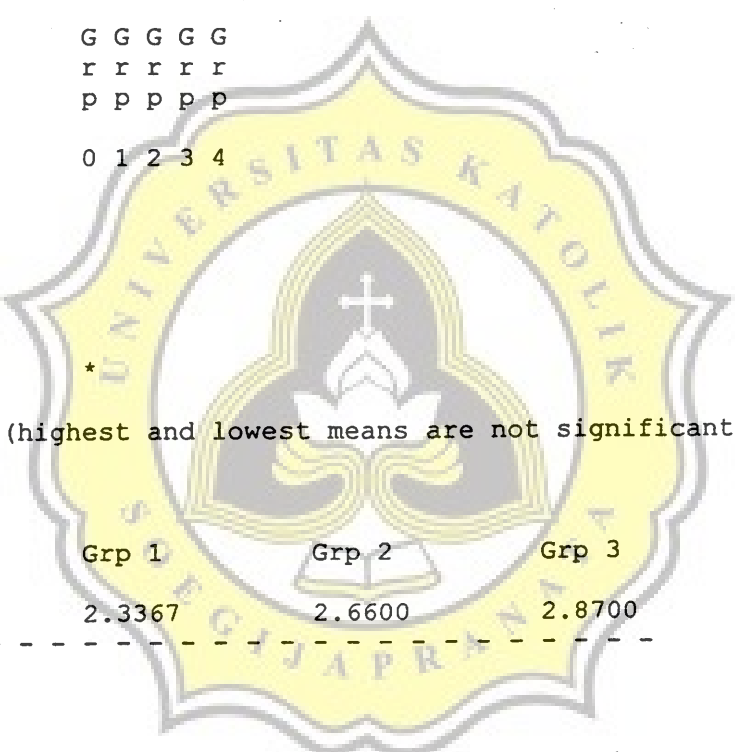 G G G G G
r r r r r
p p p p p
0 1 2 3 4
UNIVERSITAS KATOLIK
*
(highest and lowest means are not significant
Grp 1 Grp 2 Grp 3
2.3367 2.6600 2.8700
- - - - - - - - - - - - - - - - - - - - -
SOEGIJAPRANATA